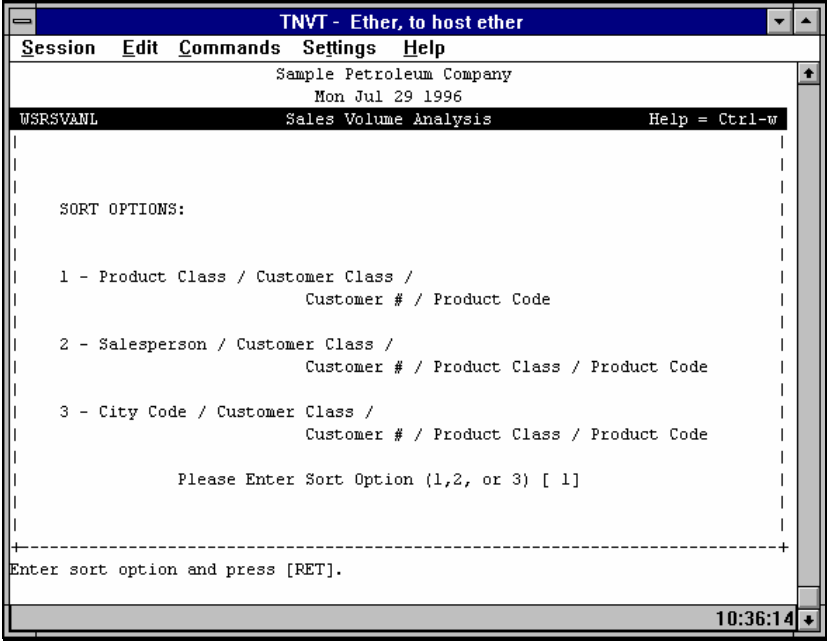 TNVT - Ether, to host ether
Session Edit Commands Settings Help
Sample Petroleum Company
Mon Jul 29 1996
WSRSVANL Sales Volume Analysis Help = Ctrl-w
SORT OPTIONS:
1 - Product Class / Customer Class /
Customer # / Product Code
2 - Salesperson / Customer Class /
Customer # / Product Class / Product Code
3 - City Code / Customer Class /
Customer # / Product Class / Product Code
Please Enter Sort Option (1,2, or 3) [ 1]
Enter sort option and press [RET].
10:36:14